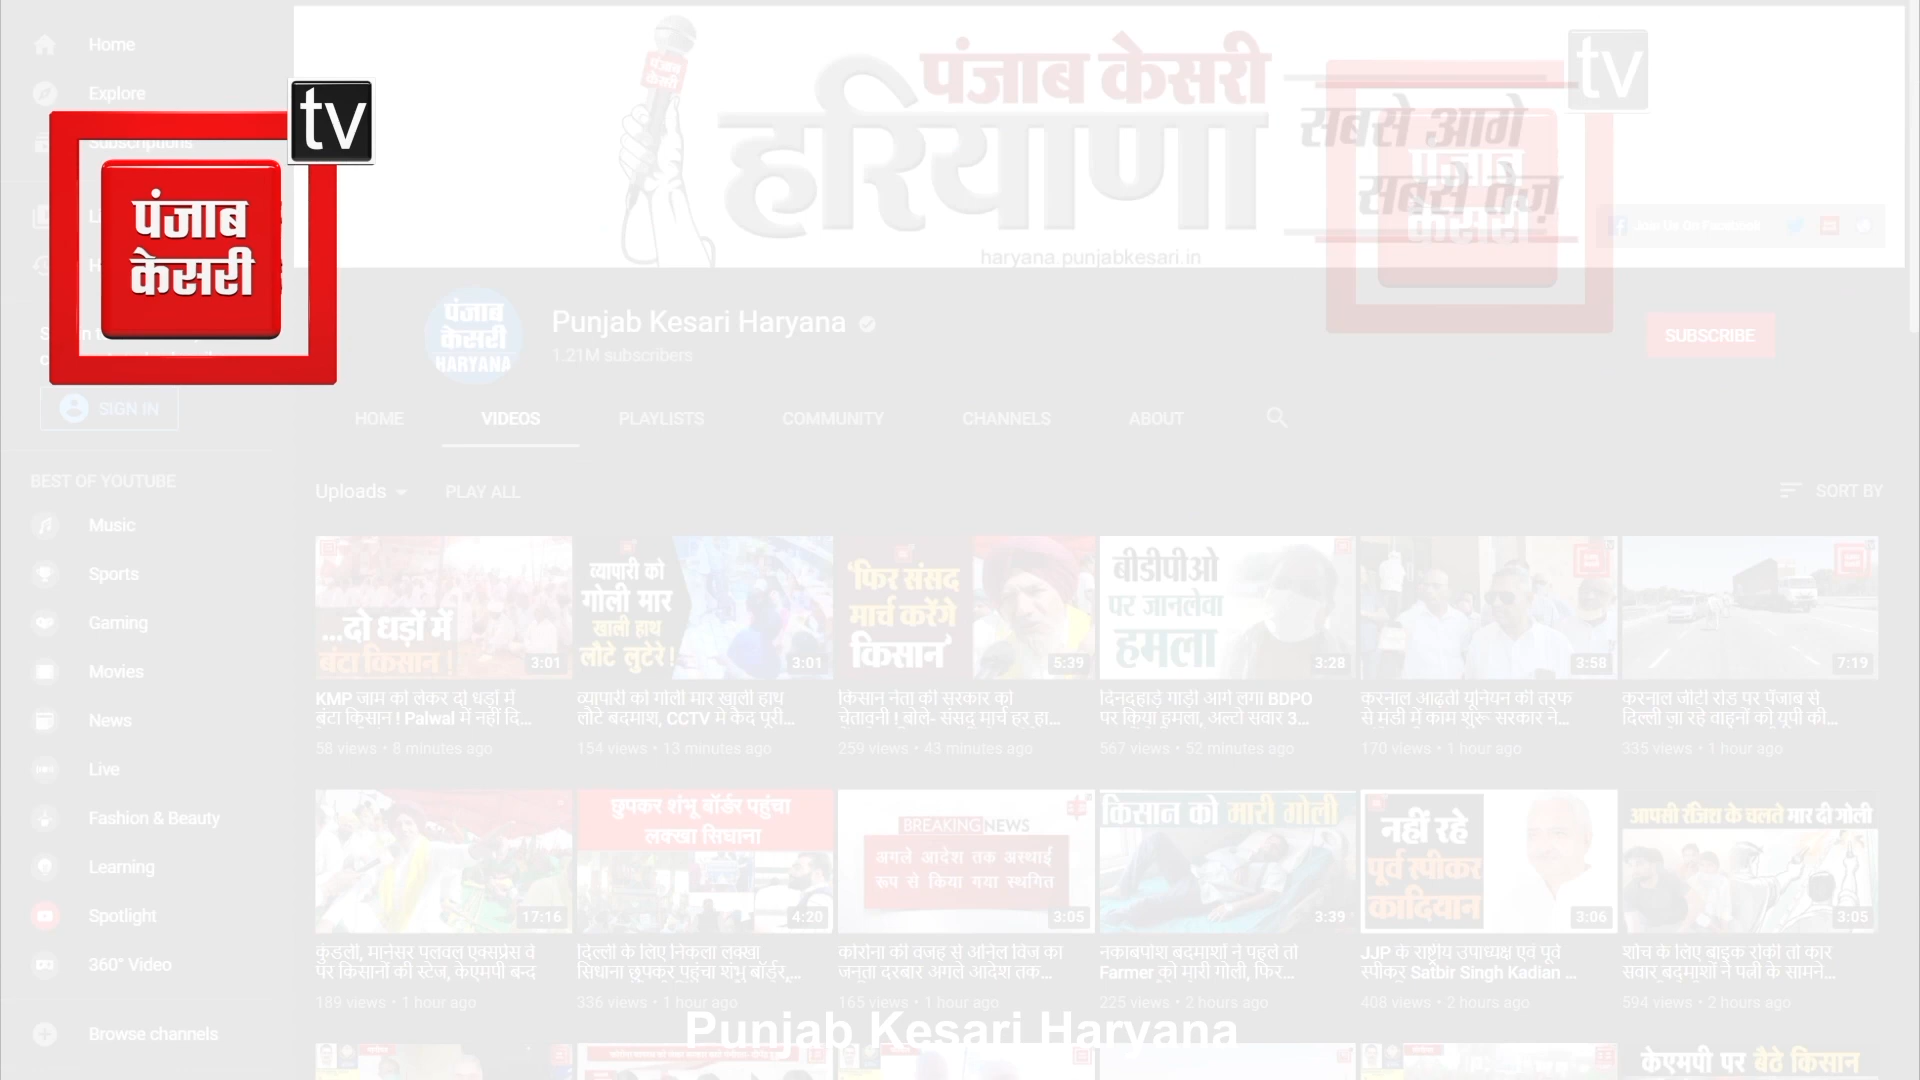 Home
Explore
Subscriptions
tv
पंजाब
केसरी
SIGN IN
BEST OF YOUTUBE
Music
Sports
Gaming
Movies
News
Live
Fashion & Beauty
Learning
Spotlight
360° Video
Browse channels
पंजाब केसरी
हरियाणा
haryana.punjabkesari.in
सबसे आगे
सबसे तेज़
tv
पंजाब
केसरी
Join Us On Facebook
पंजाब
केसरी
HARYANA
Punjab Kesari Haryana
1.21M subscribers
SUBSCRIBE
HOME VIDEOS PLAYLISTS COMMUNITY CHANNELS ABOUT
Uploads PLAY ALL SORT BY
...दो धड़ों में
बंटा किसान !
3:01
KMP जाम को लेकर दो धड़ों में
बंटा किसान ! Palwal में नहीं दि...
58 views • 8 minutes ago
व्यापारी को
गोली मार
खाली हाथ
लौटे लुटेरे !
3:01
व्यापारी को गोली मार खाली हाथ
लौटे बदमाश, CCTV में कैद पूरी...
154 views • 13 minutes ago
'फिर संसद
मार्च करेंगे
किसान'
5:39
किसान नेता की सरकार को
चेतावनी ! बोले- संसद मार्च हर हा...
259 views • 43 minutes ago
बीडीपीओ
पर जानलेवा
हमला
3:28
दिनदहाड़े गाड़ी आगे लगा BDPO
पर किया हमला, अल्टो सवार 3...
567 views • 52 minutes ago
3:58
करनाल आढ़ती यूनियन की तरफ
से मंडी में काम शुरू सरकार ने...
170 views • 1 hour ago
7:19
करनाल जीटी रोड पर पंजाब से
दिल्ली जा रहे वाहनों को यूपी की...
335 views • 1 hour ago
17:16
कुंडली, मानेसर पलवल एक्सप्रेस वे
पर किसानों की स्टेज, केएमपी बन्द
189 views • 1 hour ago
छुपकर शंभू बॉर्डर पहुंचा
लक्खा सिधाना
4:20
दिल्ली के लिए निकला लक्खा
सिधाना छुपकर पहुंचा शंभू बॉर्डर,...
336 views • 1 hour ago
BREAKING NEWS
अगले आदेश तक अस्थाई
रूप से किया गया स्थगित
3:05
कोरोना की वजह से अनिल विज का
जनता दरबार अगले आदेश तक...
165 views • 1 hour ago
किसान को मारी गोली
3:39
नकाबपोश बदमाशों ने पहले तो
Farmer को मारी गोली, फिर...
225 views • 2 hours ago
नहीं रहे
पूर्व स्पीकर
कादियान
3:06
JJP के राष्ट्रीय उपाध्यक्ष एवं पूर्व
स्पीकर Satbir Singh Kadian ...
408 views • 2 hours ago
आपसी रंजिश के चलते मार दी गोली
3:05
शौच के लिए बाइक रोकी तो कार
सवार बदमाशों ने पत्नी के सामने...
594 views • 2 hours ago
Punjab Kesari Haryana
केएमपी पर बैठे किसान